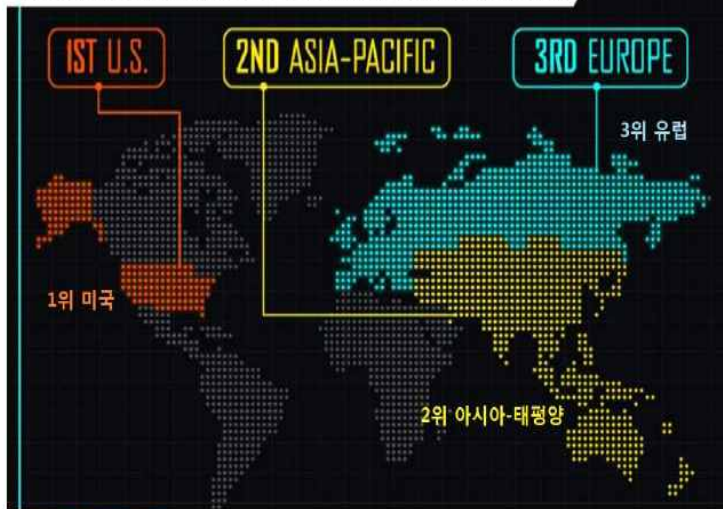 1ST U.S.
2ND ASIA-PACIFIC
3RD EUROPE
3위 유럽
1위 미국
2위 아시아-태평양